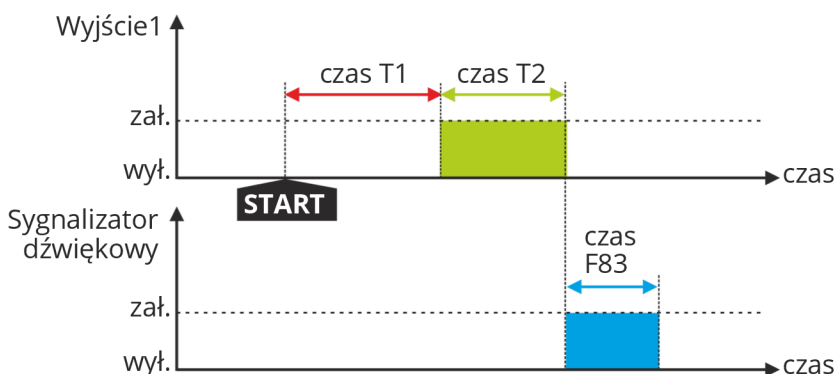 Wyjście1
czas T1
czas T2
zał.
wył.
czas
START
Sygnalizator
dźwiękowy
czas
F83
zał.
wył.
czas